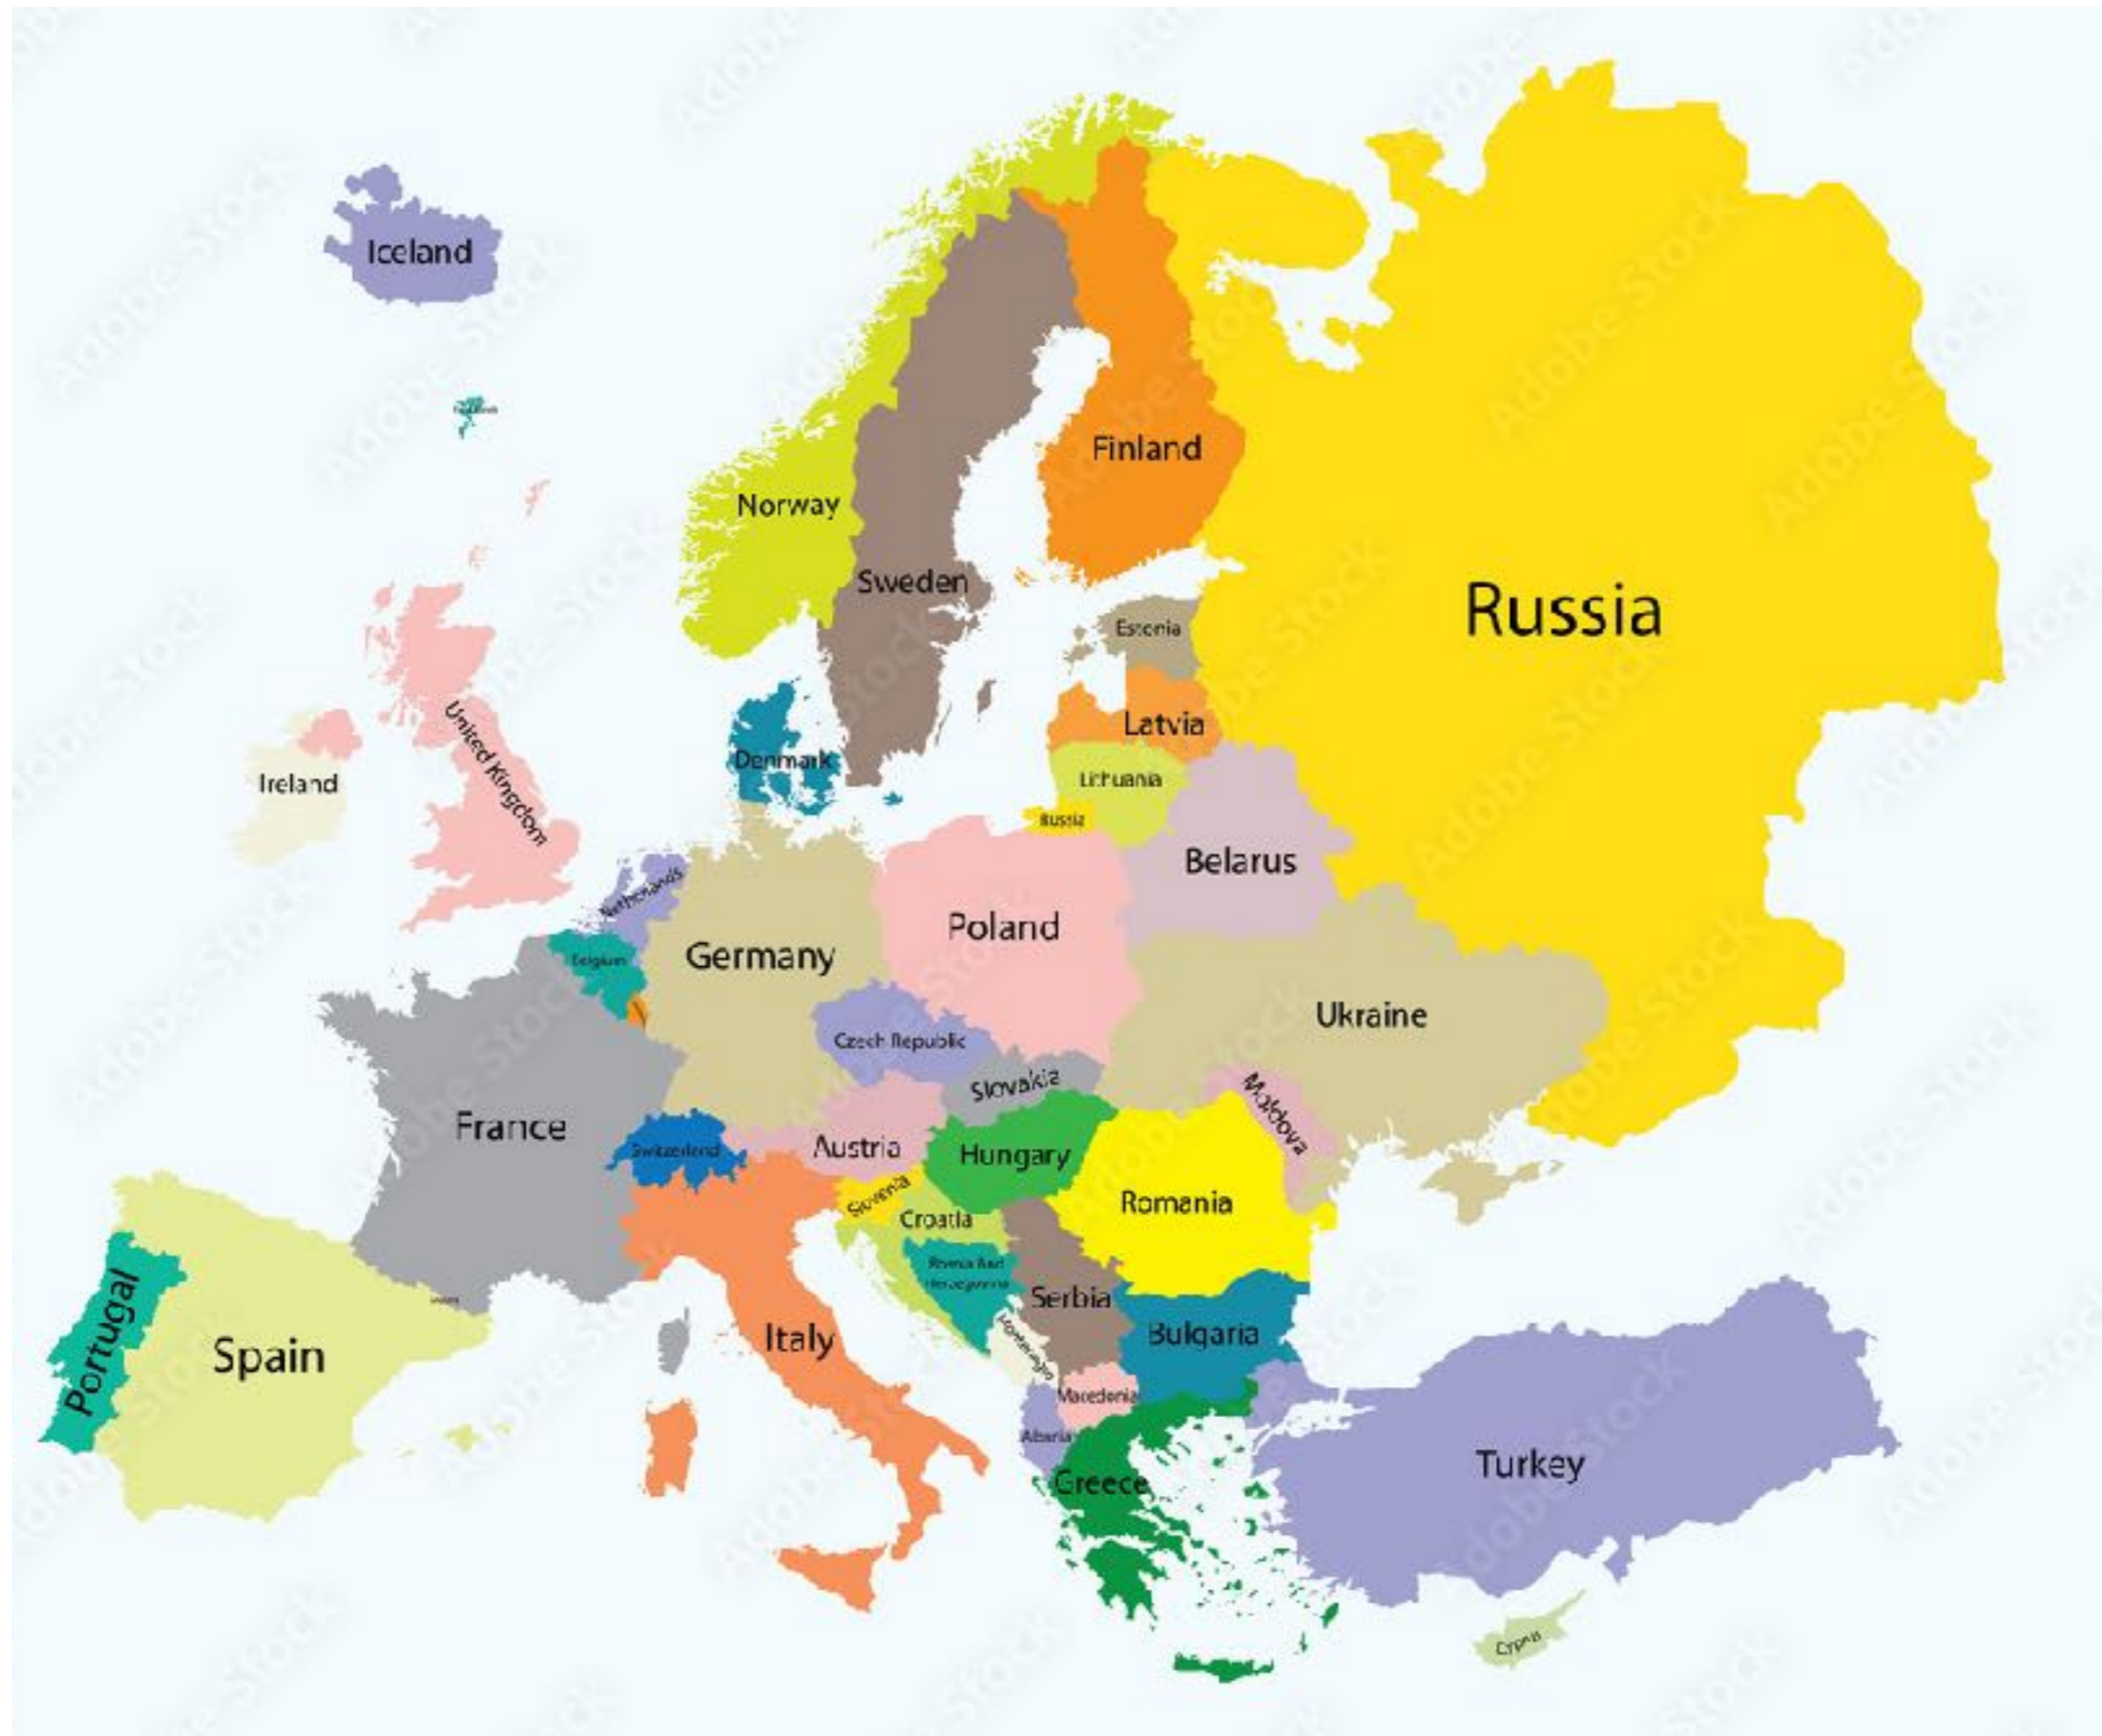 Iceland
Norway
Finland
Sweden
Russia
Estonia
Latvia
Lithuania
Russia
Denmark
United Kingdom
Ireland
Belarus
Netherlands
Poland
Germany
Belgium
Ukraine
Czech Republic
Slovakia
Moldova
France
Switzerland
Austria
Hungary
Slovenia
Romania
Croatia
Bosnia And
Herzegovina
Serbia
Portugal
Spain
Italy
Montenegro
Bulgaria
Macedonia
Albania
Greece
Turkey
Cyprus
Adobe Stock